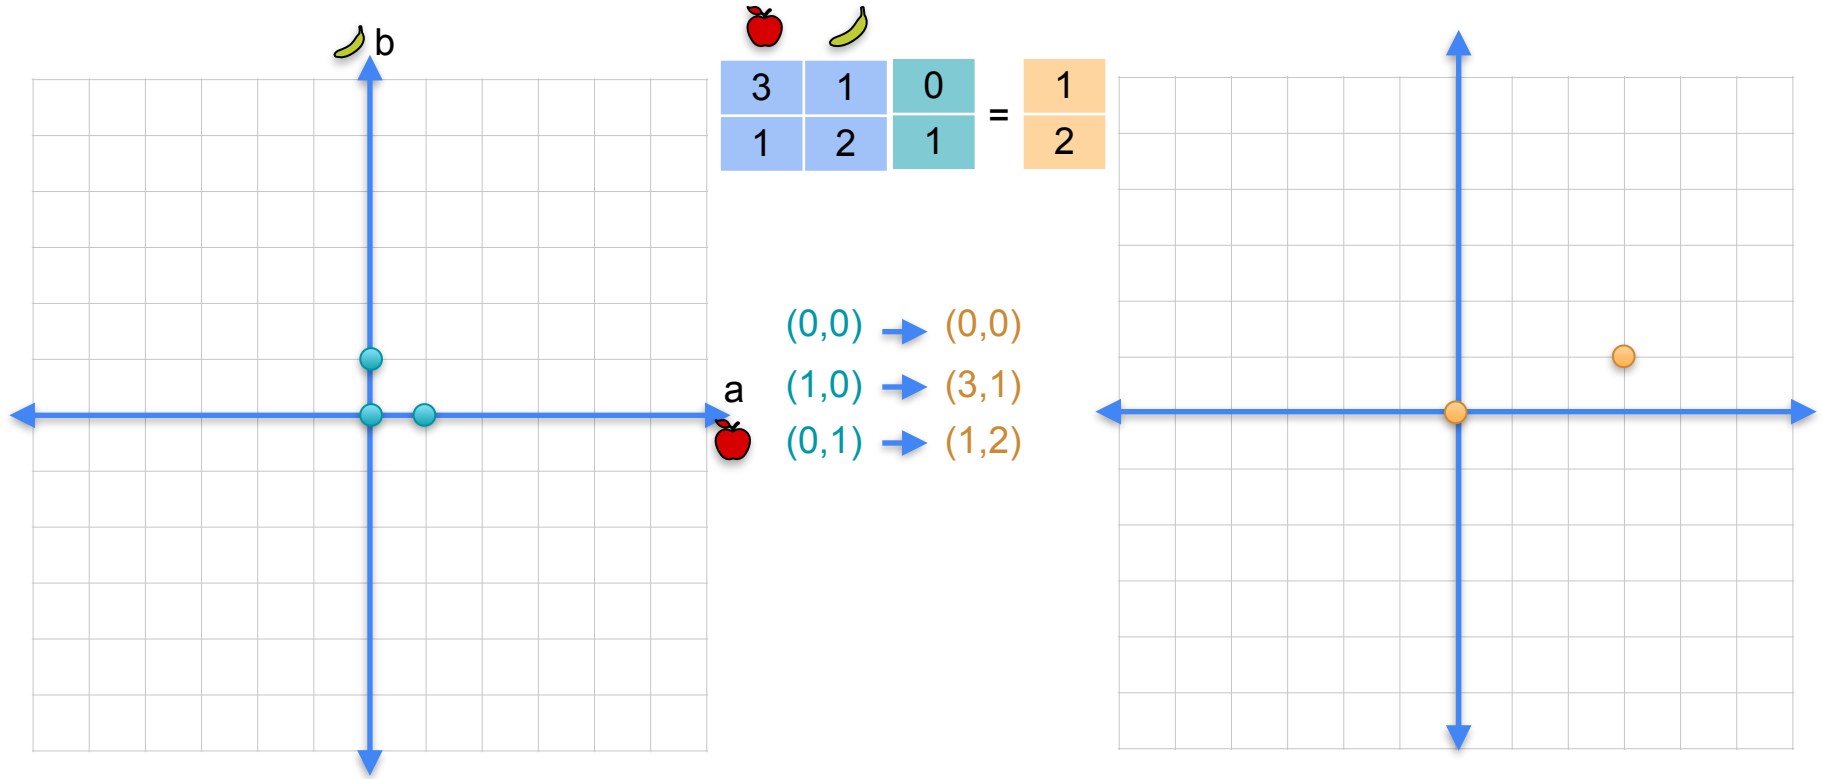 b
3 1 0 = 1
1 2 1 2
(0,0) (0,0)
a
(1,0) (3,1)
(0,1) (1,2)